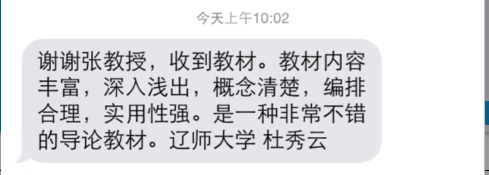 今天上午10:02
谢谢张教授，收到教材。教材内容
丰富，深入浅出，概念清楚，编排
合理，实用性强。是一种非常不错
的导论教材。辽师大学 杜秀云